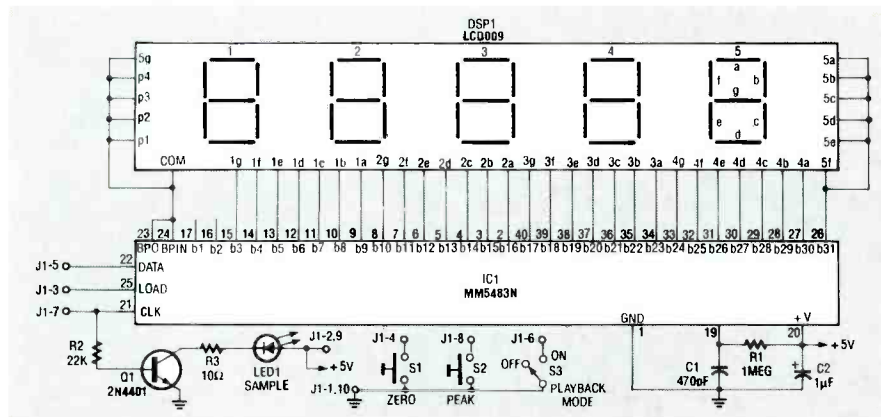 DSP1
LCD009
1 2 3 4 5
a
f b
g
e c
d
5g
p4
p3
p2
p1
5a
5b
5c
5d
5e
COM 1g 1f 1e 1d 1c 1b 1a 2g 2f 2e 2d 2c 2b 2a 3g 3f 3e 3d 3c 3b 3a 4g 4f 4e 4d 4c 4b 4a 5f
23 24 17 16 15 14 13 12 11 10 9 8 7 6 5 4 3 2 40 39 38 37 36 35 34 33 32 31 30 29 28 27 26
BPO BPIN b1 b2 b3 b4 b5 b6 b7 b8 b9 b10 b11 b12 b13 b14 b15 b16 b17 b18 b19 b20 b21 b22 b23 b24 b25 b26 b27 b28 b29 b30 b31
J1-5 22 DATA
J1-3 25 LOAD
J1-7 21 CLK
IC1
MM5483N
GND +V
1 19 20
R2
22K
Q1
2N4401
R3
10Ω
LED1
SAMPLE
J1-2,9
+5V
J1-1,10
J1-4
S1
ZERO
J1-8
S2
PEAK
J1-6
ON
OFF
S3
PLAYBACK
MODE
C1
470pF
R1
1MEG
+5V
+
C2
1µF